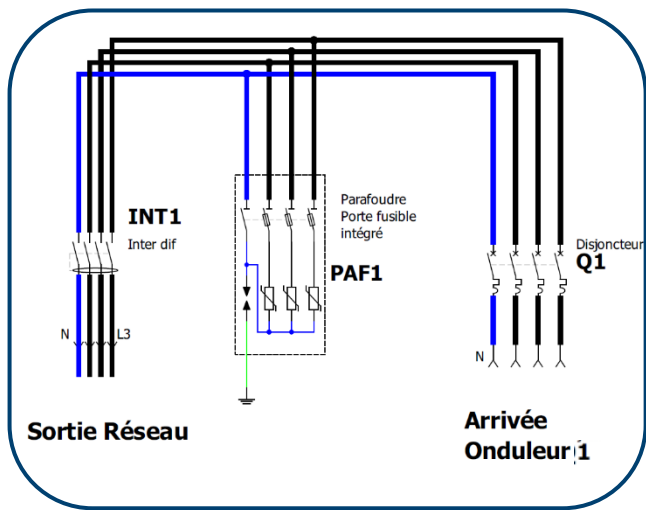 INT1
Inter dif
Parafoudre
Porte fusible
intégré
PAF1
Disjoncteur
Q1
N
L3
N
Sortie Réseau
Arrivée
Onduleur 1